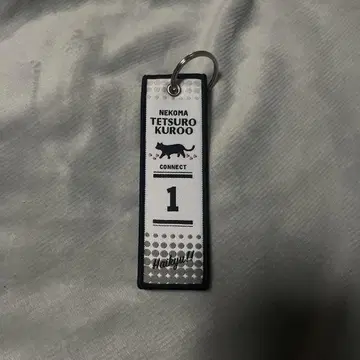 NEKOMA
TETSURO
KUROO
CONNECT
1
Haikyu!!